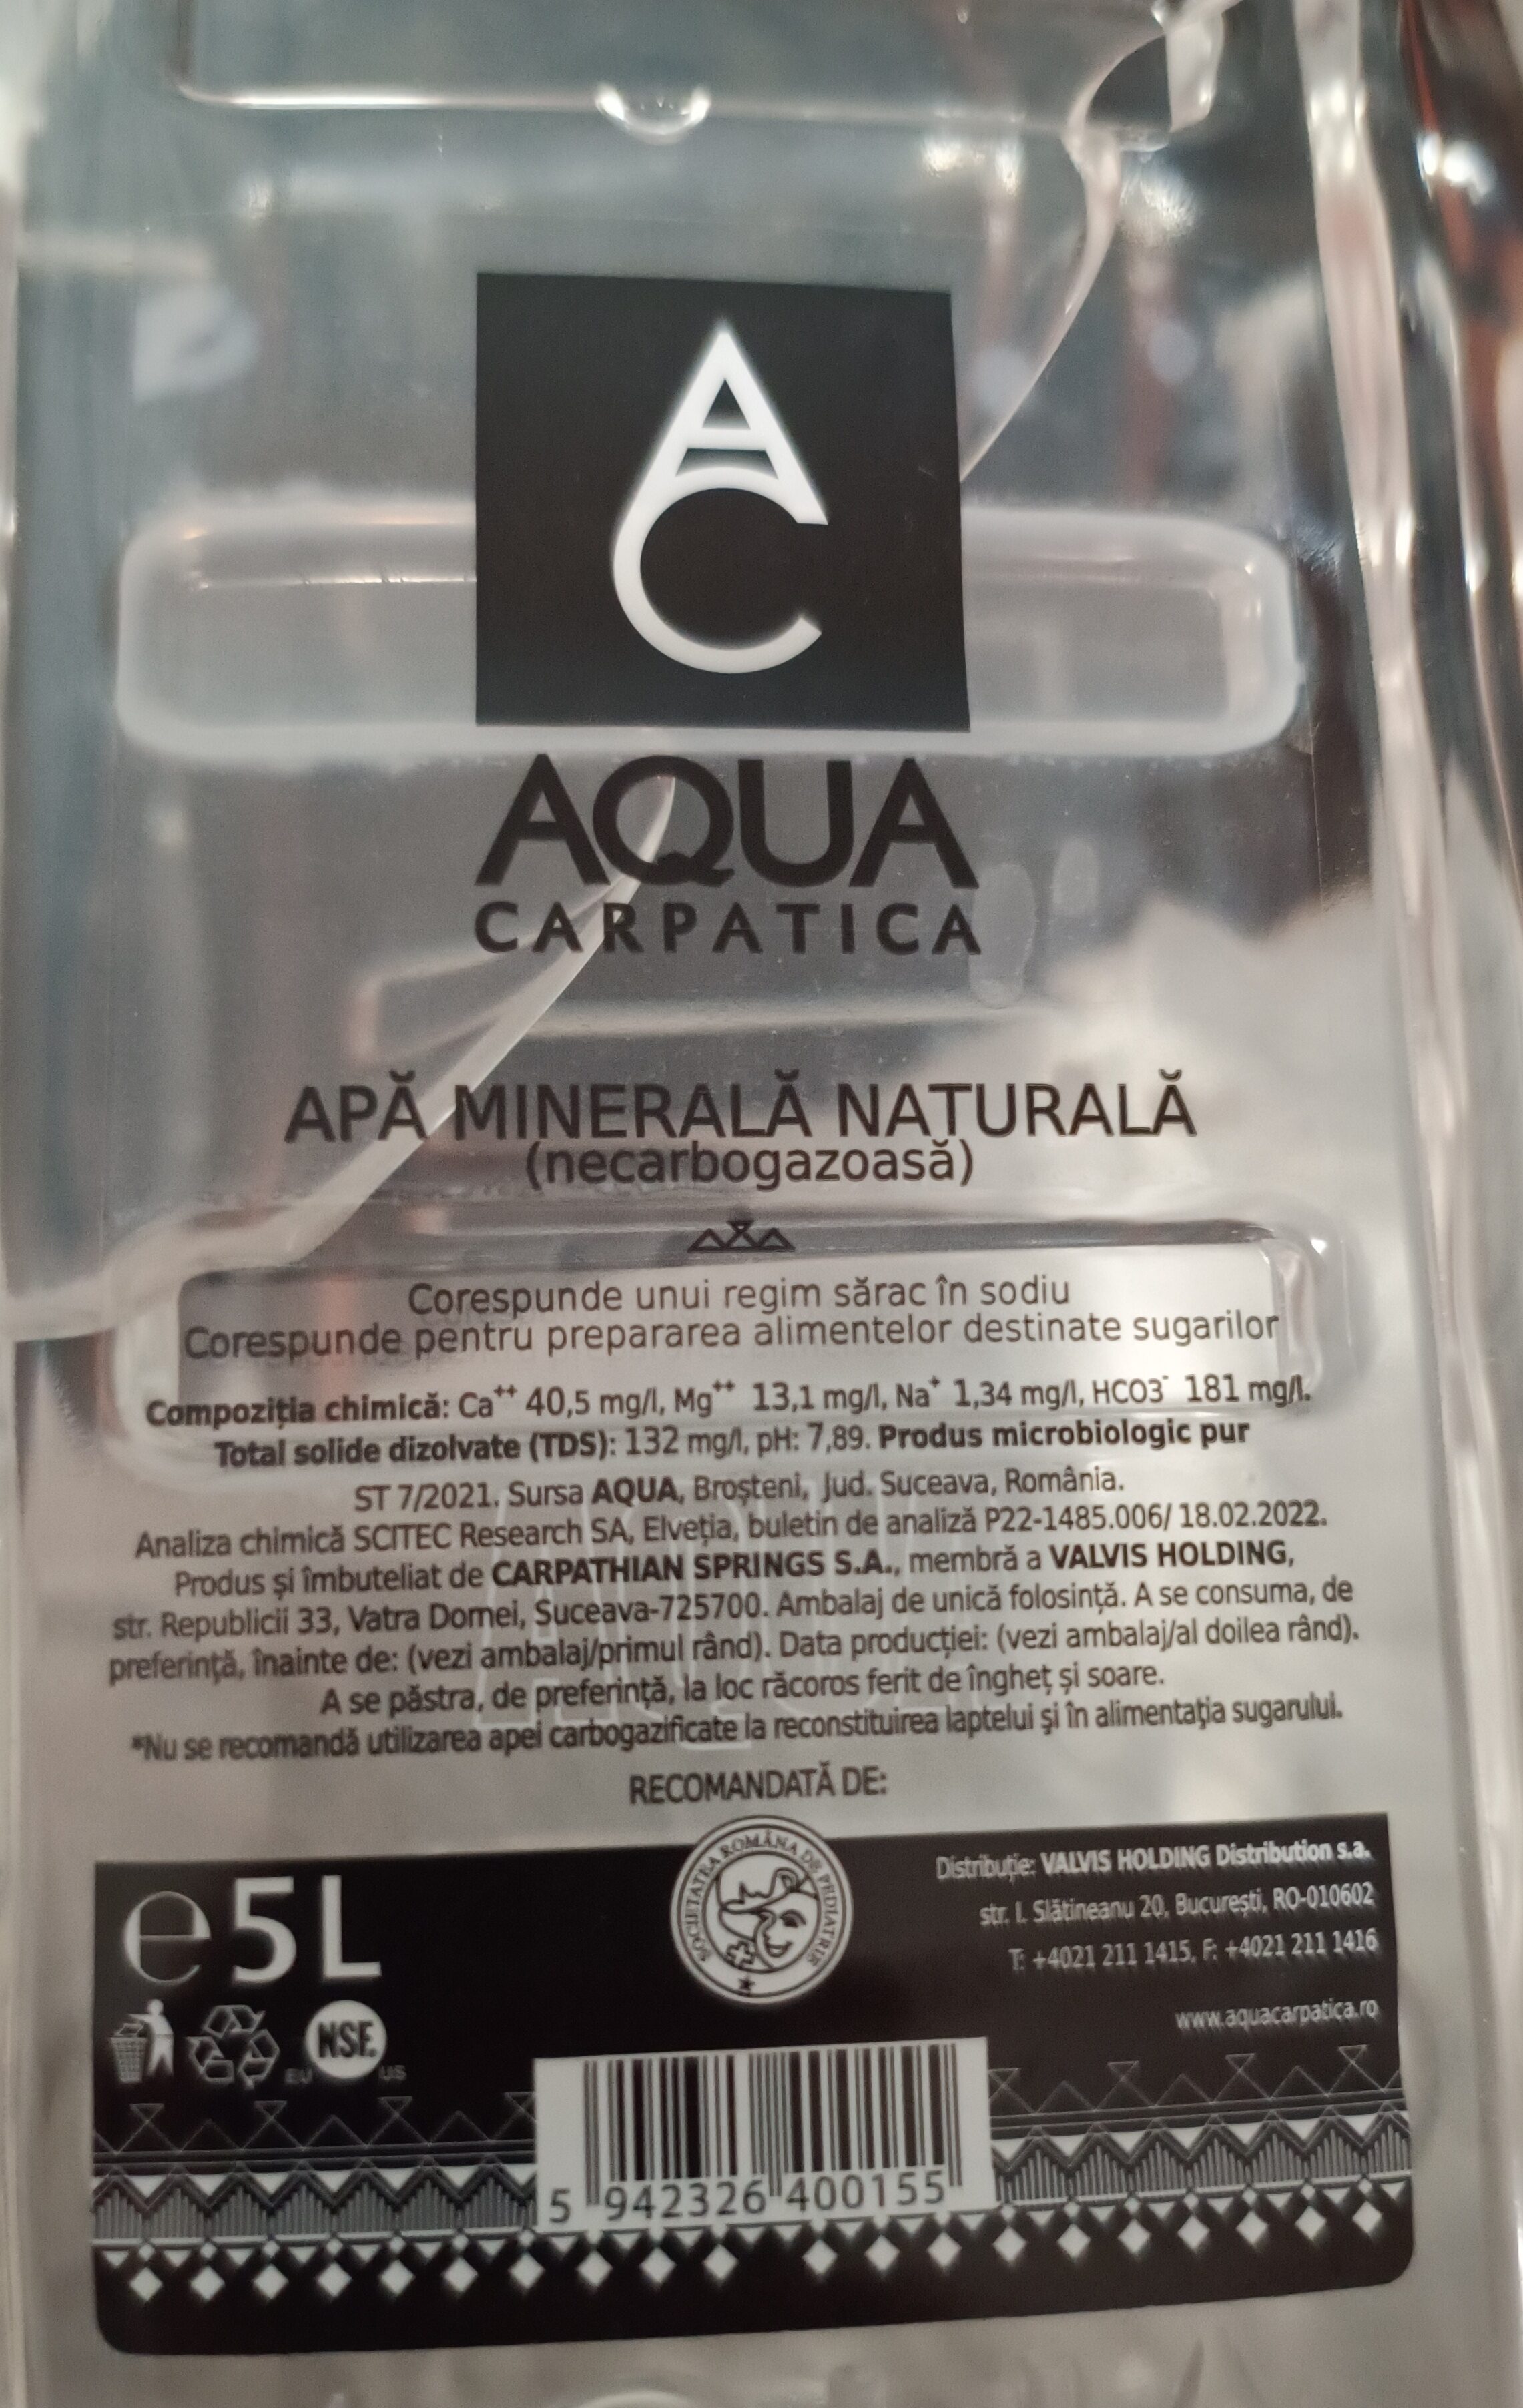 AC
AQUA
CARPATICA
APĂ MINERALĂ NATURALĂ
(necarbogazoasă)
Corespunde unui regim sărac în sodiu
Corespunde pentru prepararea alimentelor destinate sugarilor
Compoziția chimică: Ca⁺⁺ 40,5 mg/l, Mg⁺⁺ 13,1 mg/l, Na⁺ 1,34 mg/l, HCO3⁻ 181 mg/l.
Total solide dizolvate (TDS): 132 mg/l, pH: 7,89. Produs microbiologic pur
ST 7/2021. Sursa AQUA, Broșteni, Jud. Suceava, România.
Analiza chimică SCITEC Research SA, Elveția, buletin de analiză P22-1485.006/ 18.02.2022.
Produs și îmbuteliat de CARPATHIAN SPRINGS S.A., membră a VALVIS HOLDING,
str. Republicii 33, Vatra Dornei, Suceava-725700. Ambalaj de unică folosință. A se consuma, de
preferință, înainte de: (vezi ambalaj/primul rând). Data producției: (vezi ambalaj/al doilea rând).
A se păstra, de preferință, la loc răcoros ferit de îngheț și soare.
*Nu se recomandă utilizarea apei carbogazificate la reconstituirea laptelui și în alimentația sugarului.
RECOMANDATĂ DE:
SOCIETATEA ROMÂNA DE PEDIATRIE
℮ 5L
Distribuție: VALVIS HOLDING Distribution s.a.
str. I. Slătineanu 20, București, RO-010602
T: +4021 211 1415, F: +4021 211 1416
www.aquacarpatica.ro
EU NSF. US
5 942326 400155